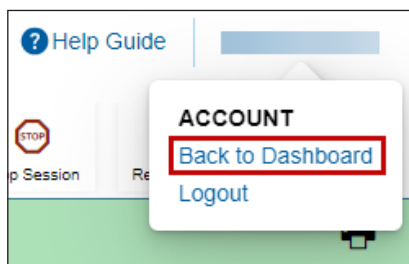 Help Guide
ACCOUNT
Back to Dashboard
Logout
STOP
p Session
Re